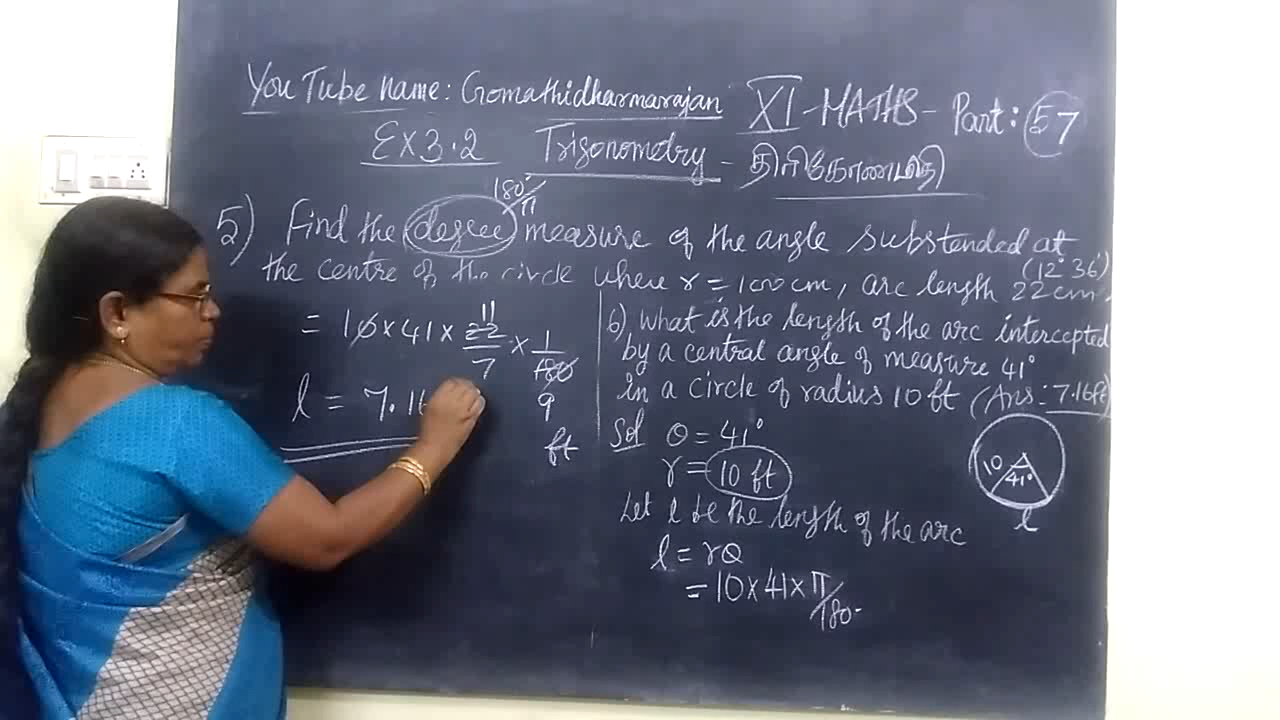 YouTube name: Gomathidharmarajan XI-MATHS-Part: 57
EX 3.2 Trigonometry - திரிகோணமிதி
180°/π
5) Find the degree measure of the angle substended at
the centre of the circle where r = 100 cm, arc length 22 cm.
(12° 36')
= 10 × 41 × 22/7 × 1/180
11
9
l = 7.16
ft
6) What is the length of the arc intercepted
by a central angle of measure 41°
in a circle of radius 10 ft (Ans: 7.16ft)
Sol θ = 41°
r = 10 ft
Let l be the length of the arc
l = rθ
= 10 × 41 × π/180
10
41°
l